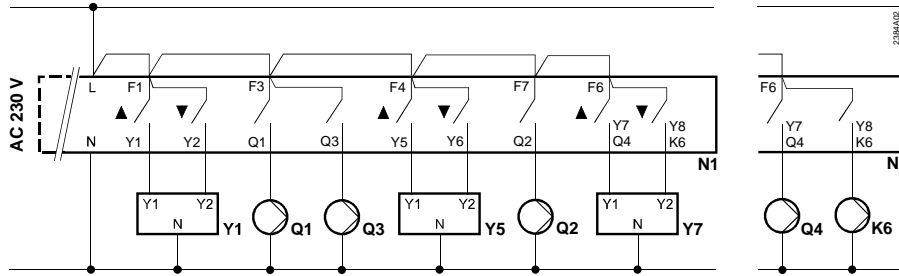 2384A02
AC 230 V
L F1 F3 F4 F7 F6 F6
▲ ▼ ▲ ▼ ▲ ▼
Y7 Y8 Y7 Y8
N Y1 Y2 Q1 Q3 Y5 Y6 Q2 Q4 K6 Q4 K6
N1 N
Y1 Y2 Y1 Y2 Y1 Y2
N Y1 Q1 Q3 N Y5 Q2 N Y7 Q4 K6